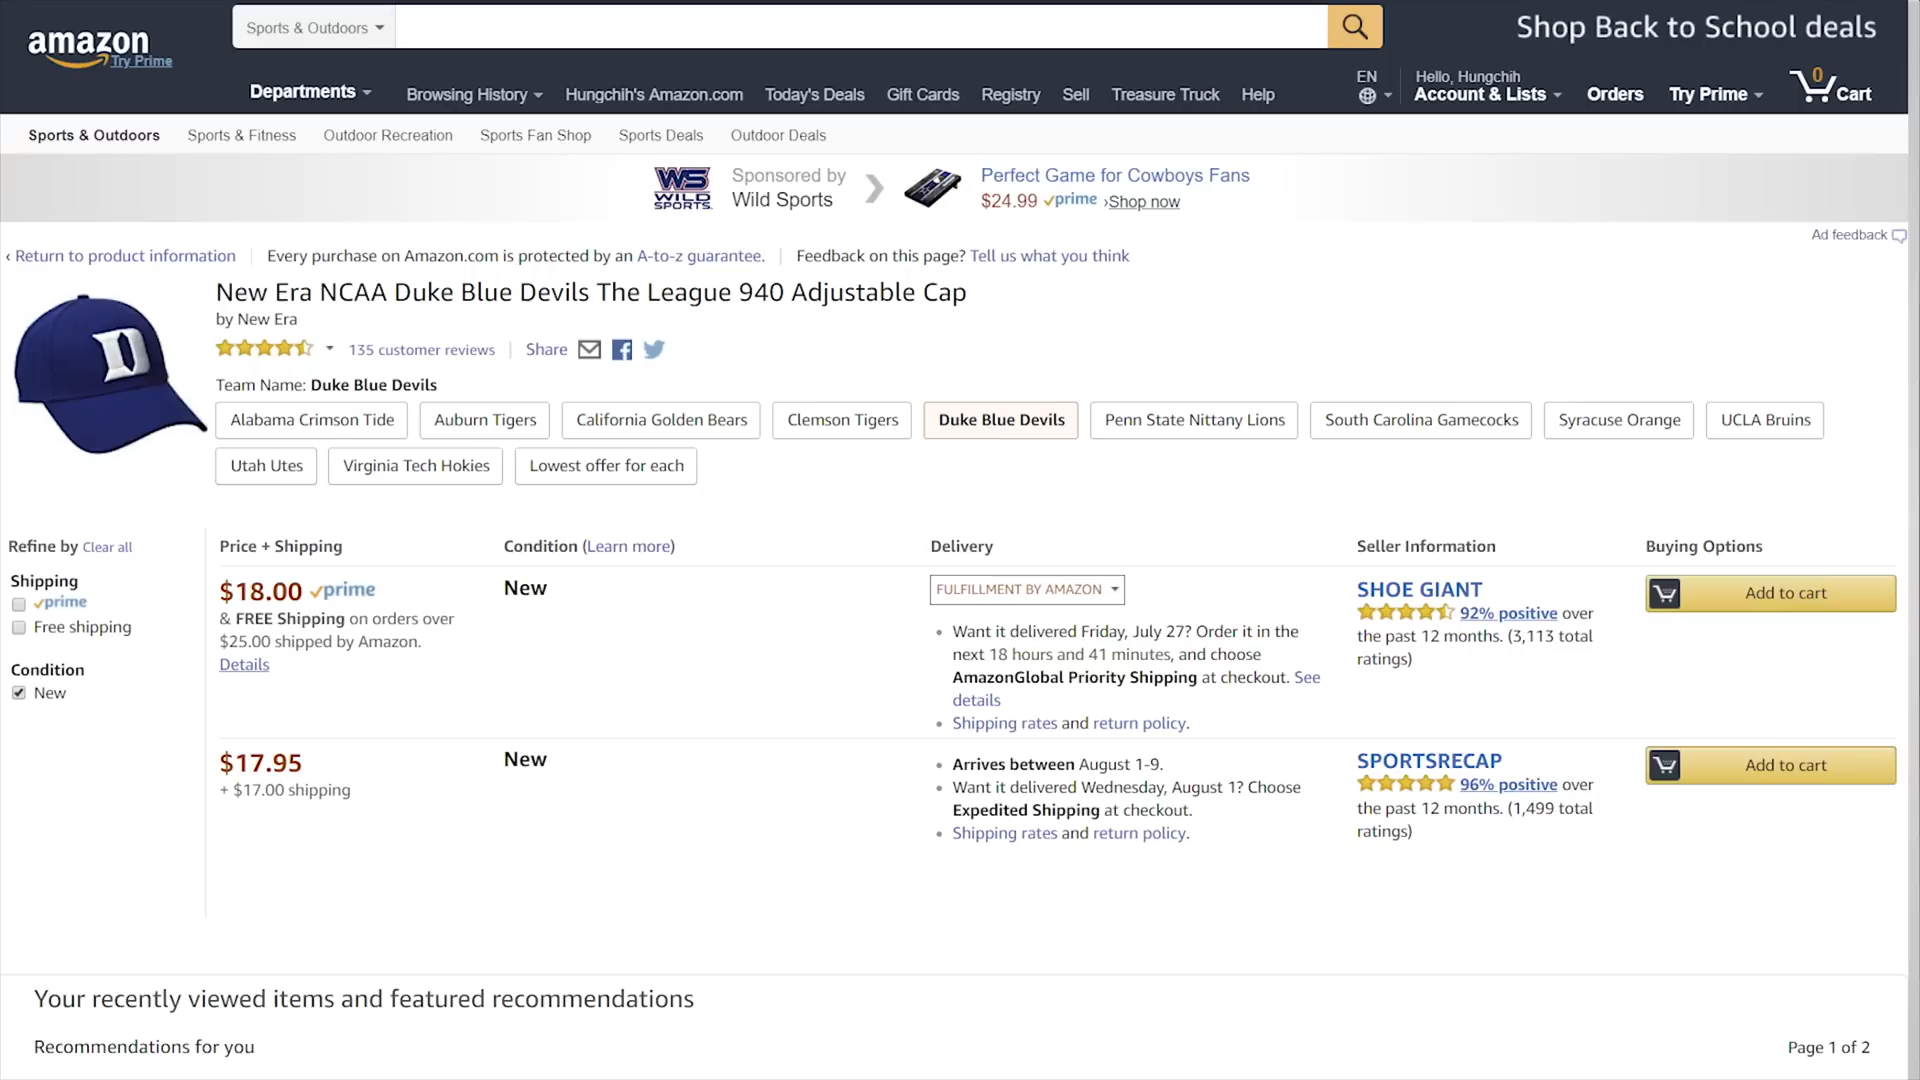 Sports & Outdoors
Shop Back to School deals
amazon
Try Prime
Departments
Browsing History
Hungchih's Amazon.com
Today's Deals
Gift Cards
Registry
Sell
Treasure Truck
Help
EN
Hello, Hungchih
Account & Lists
Orders
Try Prime
0
Cart
Sports & Outdoors
Sports & Fitness
Outdoor Recreation
Sports Fan Shop
Sports Deals
Outdoor Deals
WS
WILD
SPORTS
Sponsored by
Wild Sports
Perfect Game for Cowboys Fans
$24.99 prime ›Shop now
Ad feedback
‹ Return to product information
Every purchase on Amazon.com is protected by an A-to-z guarantee.
Feedback on this page? Tell us what you think
D
New Era NCAA Duke Blue Devils The League 940 Adjustable Cap
by New Era
135 customer reviews
Share
Team Name: Duke Blue Devils
Alabama Crimson Tide
Auburn Tigers
California Golden Bears
Clemson Tigers
Duke Blue Devils
Penn State Nittany Lions
South Carolina Gamecocks
Syracuse Orange
UCLA Bruins
Utah Utes
Virginia Tech Hokies
Lowest offer for each
Refine by Clear all
Shipping
prime
Free shipping
Condition
New
Price + Shipping
Condition (Learn more)
Delivery
Seller Information
Buying Options
$18.00 prime
& FREE Shipping on orders over
$25.00 shipped by Amazon.
Details
New
FULFILLMENT BY AMAZON
• Want it delivered Friday, July 27? Order it in the
next 18 hours and 41 minutes, and choose
AmazonGlobal Priority Shipping at checkout. See
details
• Shipping rates and return policy.
SHOE GIANT
92% positive over
the past 12 months. (3,113 total
ratings)
Add to cart
$17.95
+ $17.00 shipping
New
• Arrives between August 1-9.
• Want it delivered Wednesday, August 1? Choose
Expedited Shipping at checkout.
• Shipping rates and return policy.
SPORTSRECAP
96% positive over
the past 12 months. (1,499 total
ratings)
Add to cart
Your recently viewed items and featured recommendations
Recommendations for you
Page 1 of 2